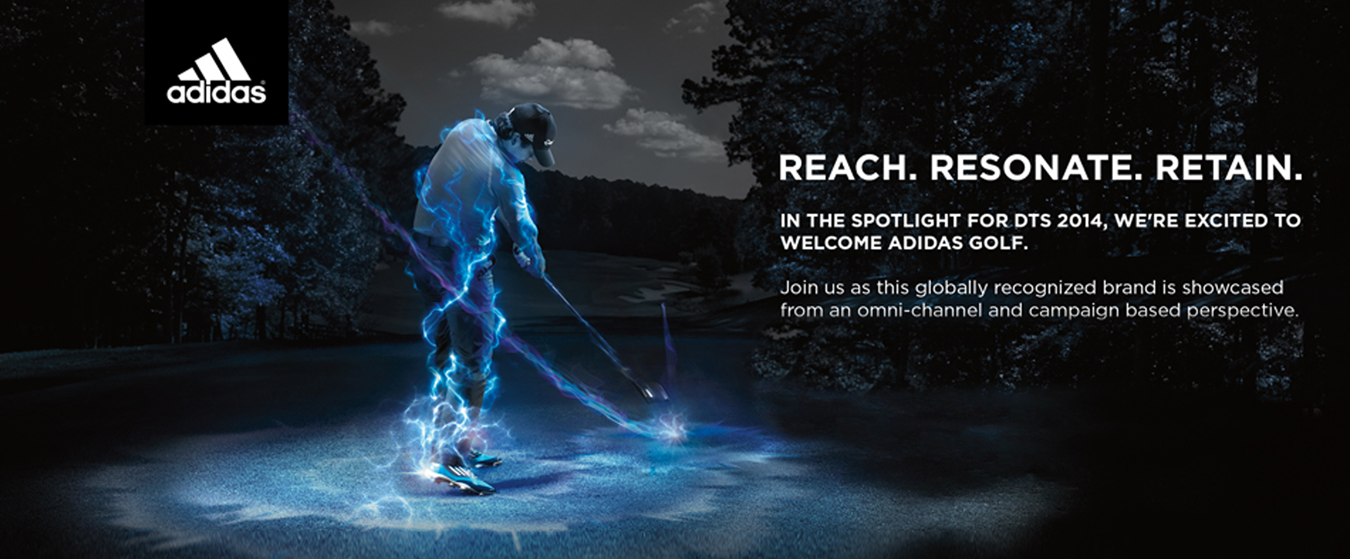 adidas
REACH. RESONATE. RETAIN.
IN THE SPOTLIGHT FOR DTS 2014, WE'RE EXCITED TO
WELCOME ADIDAS GOLF.
Join us as this globally recognized brand is showcased
from an omni-channel and campaign based perspective.